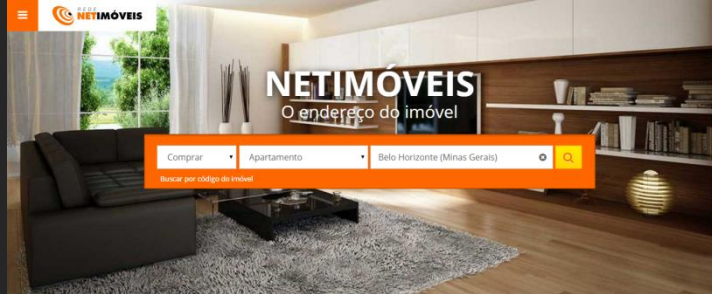 REDE
NETIMÓVEIS
NETIMÓVEIS
O endereço do imóvel
Comprar
Apartamento
Belo Horizonte (Minas Gerais)
Buscar por código do imóvel